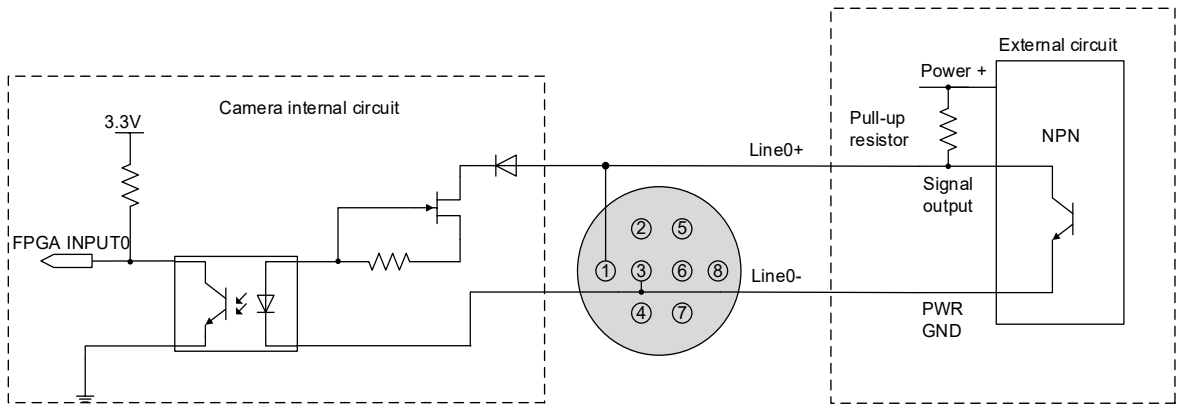 External circuit
Power +
Camera internal circuit
3.3V
Pull-up
resistor
NPN
Line0+
Signal
output
2 5
FPGA INPUT0
1 3 6 8
Line0-
4 7
PWR
GND